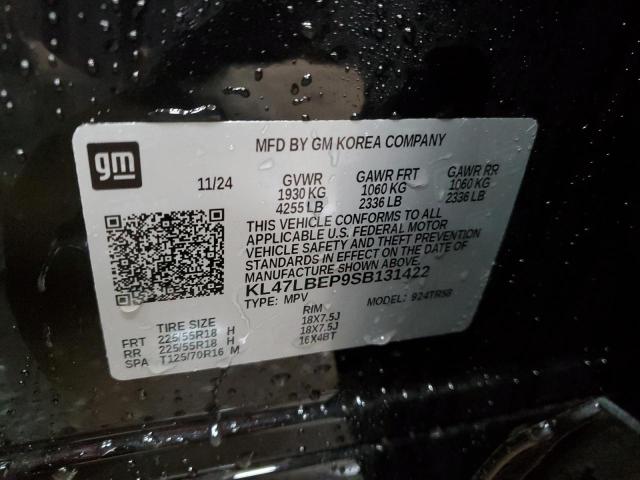 gm
MFD BY GM KOREA COMPANY
11/24 GVWR GAWR FRT GAWR RR
1930 KG 1060 KG 1060 KG
4255 LB 2336 LB 2336 LB
THIS VEHICLE CONFORMS TO ALL
APPLICABLE U.S. FEDERAL MOTOR
VEHICLE SAFETY AND THEFT PREVENTION
STANDARDS IN EFFECT ON THE DATE OF
MANUFACTURE SHOWN ABOVE.
KL47LBEP9SB131422
TYPE: MPV MODEL: 924TR58
TIRE SIZE RIM
FRT 225/55R18 H 18X7.5J
RR 225/55R18 H 18X7.5J
SPA T125/70R16 M 16X4BT